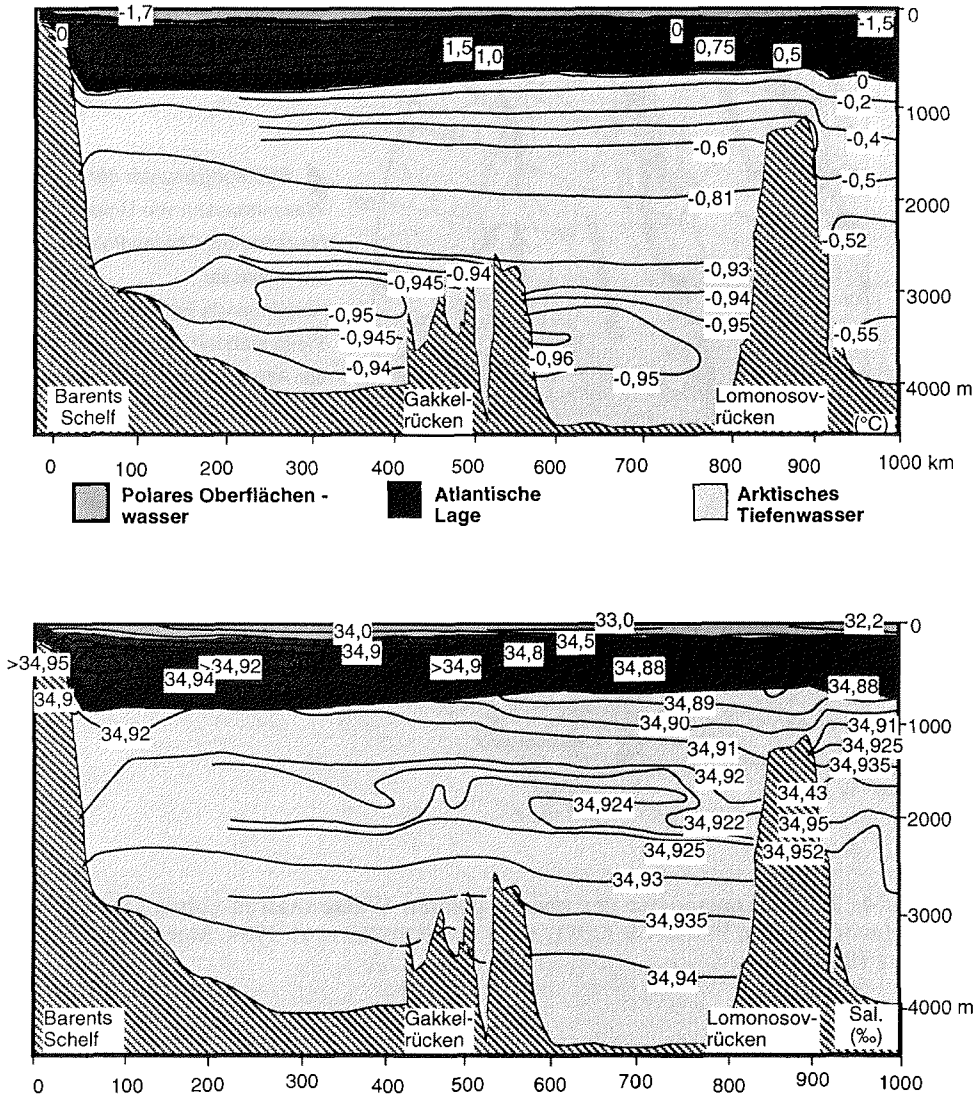 -1,7
0
0
-1,5
1,5
1,0
0
0,75
0,5
0
-0,2
1000
-0,4
-0,6
-0,5
-0,81
2000
-0,52
-0,93
-0,94
-0,945
-0,94
3000
-0,95
-0,95
-0,945
-0,55
-0,96
-0,94
-0,95
4000 m
Barents Schelf
Gakkel-
rücken
Lomonosov-
rücken
(°C)
0 100 200 300 400 500 600 700 800 900 1000 km
Polares Oberflächen -
wasser
Atlantische
Lage
Arktisches
Tiefenwasser
33,0
32,2
0
34,0
34,5
34,9
34,8
>34,95
>34,92
>34,9
34,88
34,94
34,88
34,9
34,89
34,90
34,91
1000
34,92
34,91
34,925
34,935
34,92
34,43
34,924
34,922
34,95
2000
34,925
34,952
34,93
34,935
3000
34,94
4000 m
Barents
Schelf
Gakkel-
rücken
Lomonosov-
rücken
Sal.
(‰)
0 100 200 300 400 500 600 700 800 900 1000